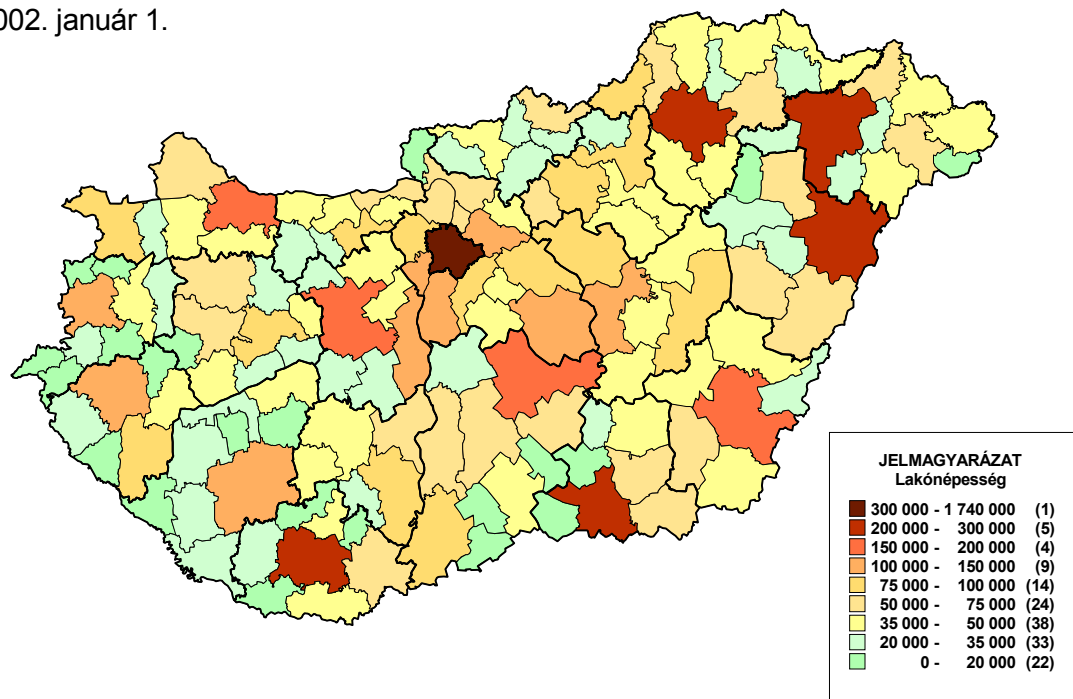 002. január 1.
JELMAGYARÁZAT
Lakónépesség
300 000 - 1 740 000 (1)
200 000 - 300 000 (5)
150 000 - 200 000 (4)
100 000 - 150 000 (9)
75 000 - 100 000 (14)
50 000 - 75 000 (24)
35 000 - 50 000 (38)
20 000 - 35 000 (33)
0 - 20 000 (22)